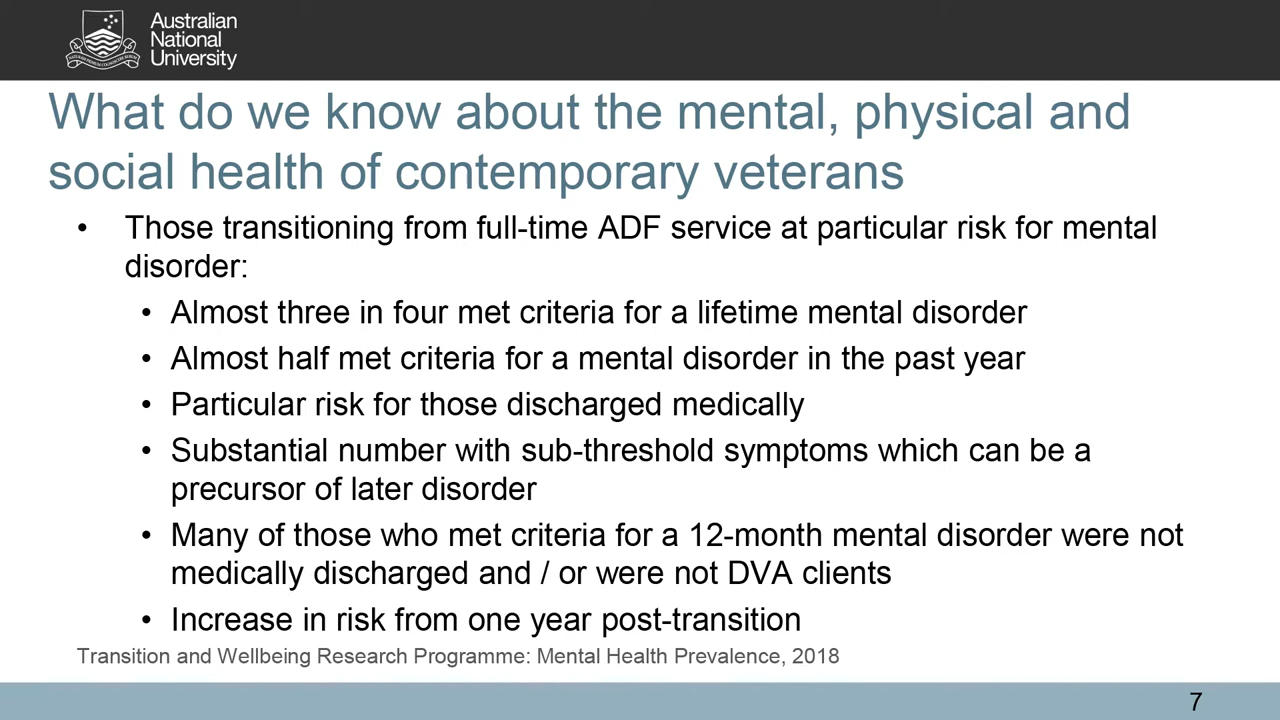 Australian
National
University
What do we know about the mental, physical and
social health of contemporary veterans
• Those transitioning from full-time ADF service at particular risk for mental
disorder:
• Almost three in four met criteria for a lifetime mental disorder
• Almost half met criteria for a mental disorder in the past year
• Particular risk for those discharged medically
• Substantial number with sub-threshold symptoms which can be a
precursor of later disorder
• Many of those who met criteria for a 12-month mental disorder were not
medically discharged and / or were not DVA clients
• Increase in risk from one year post-transition
Transition and Wellbeing Research Programme: Mental Health Prevalence, 2018
7